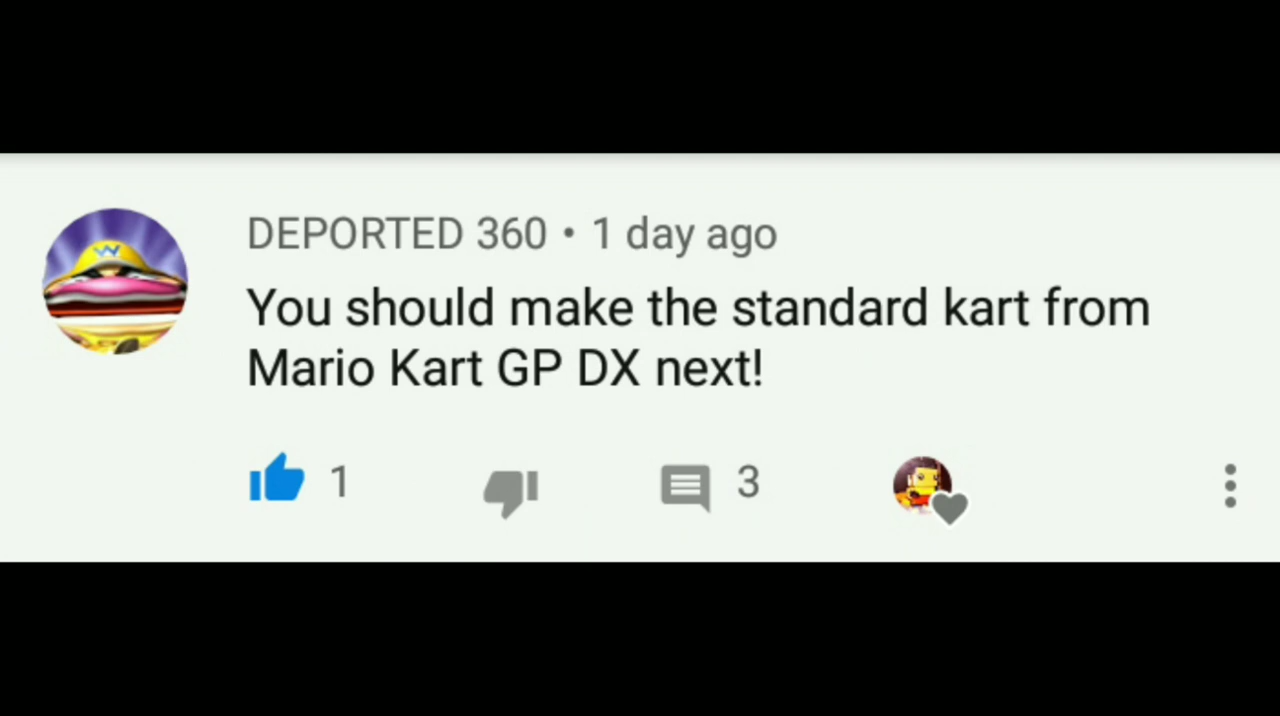 DEPORTED 360 • 1 day ago
You should make the standard kart from
Mario Kart GP DX next!
1 3